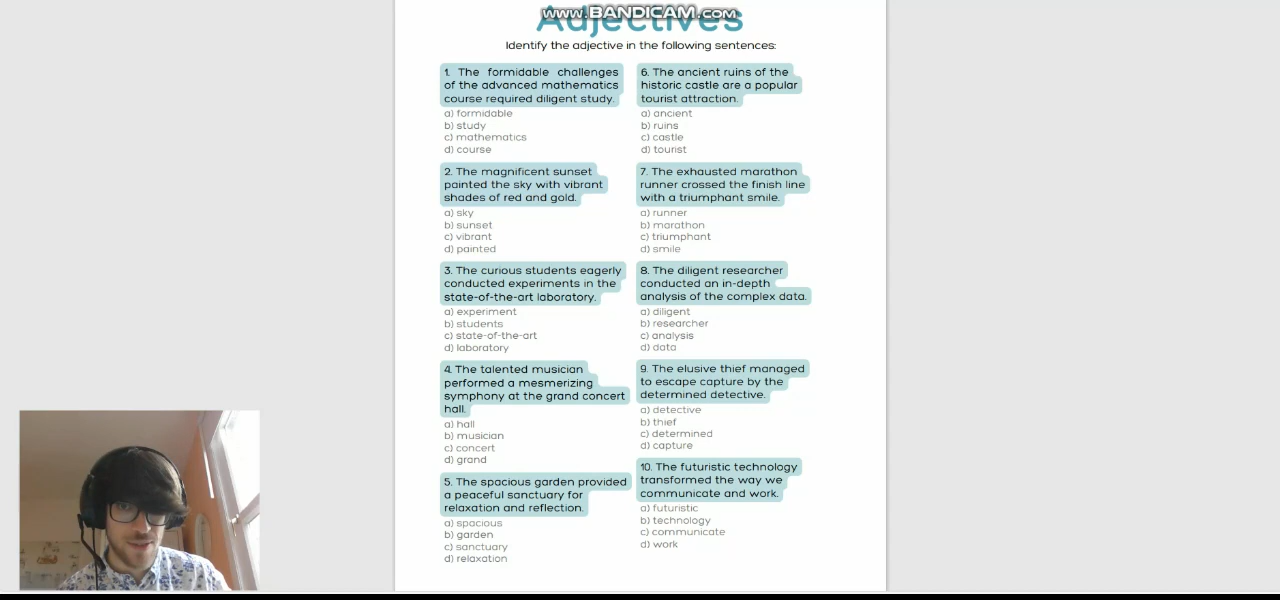 www.BANDICAM.com
Adjectives
Identify the adjective in the following sentences:
1. The formidable challenges
of the advanced mathematics
course required diligent study.
a) formidable
b) study
c) mathematics
d) course
2. The magnificent sunset
painted the sky with vibrant
shades of red and gold.
a) sky
b) sunset
c) vibrant
d) painted
3. The curious students eagerly
conducted experiments in the
state-of-the-art laboratory.
a) experiment
b) students
c) state-of-the-art
d) laboratory
4. The talented musician
performed a mesmerizing
symphony at the grand concert
hall.
a) hall
b) musician
c) concert
d) grand
5. The spacious garden provided
a peaceful sanctuary for
relaxation and reflection.
a) spacious
b) garden
c) sanctuary
d) relaxation
6. The ancient ruins of the
historic castle are a popular
tourist attraction.
a) ancient
b) ruins
c) castle
d) tourist
7. The exhausted marathon
runner crossed the finish line
with a triumphant smile.
a) runner
b) marathon
c) triumphant
d) smile
8. The diligent researcher
conducted an in-depth
analysis of the complex data.
a) diligent
b) researcher
c) analysis
d) data
9. The elusive thief managed
to escape capture by the
determined detective.
a) detective
b) thief
c) determined
d) capture
10. The futuristic technology
transformed the way we
communicate and work.
a) futuristic
b) technology
c) communicate
d) work